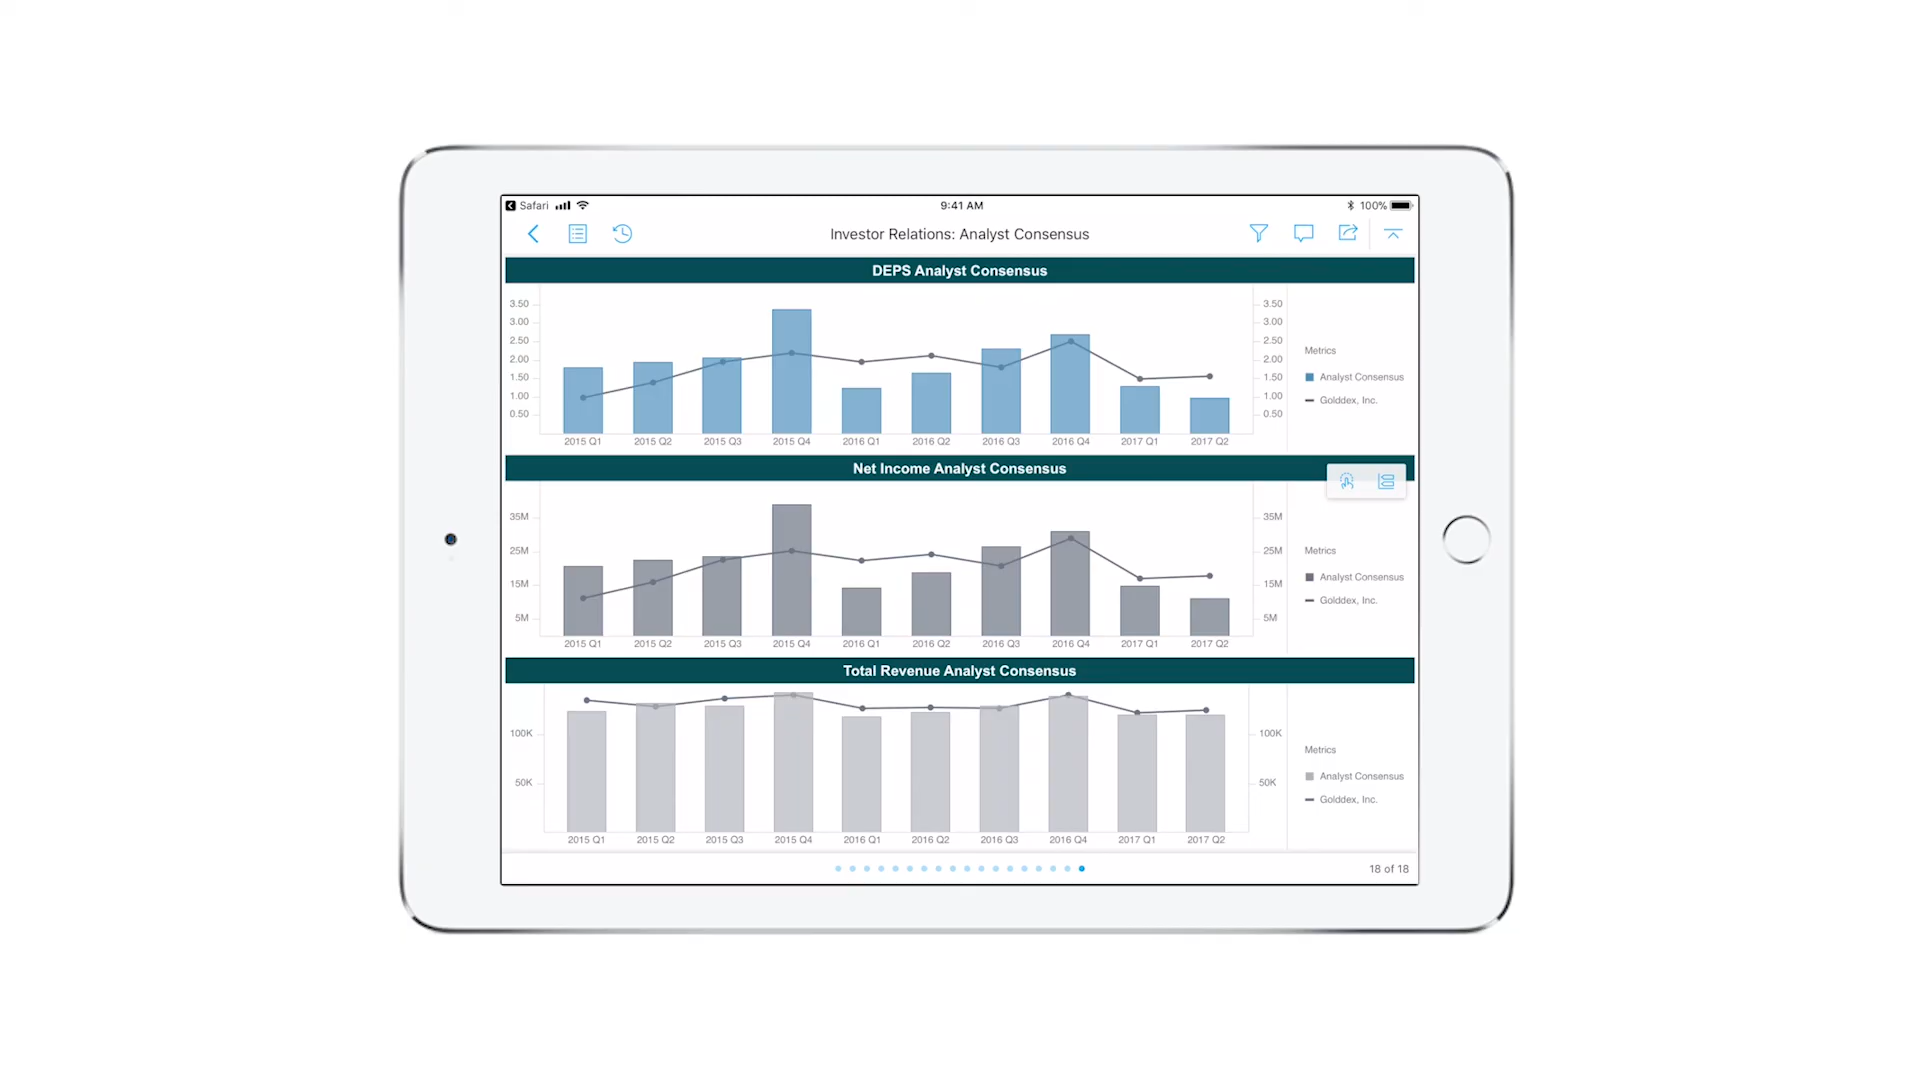 Safari 9:41 AM 100%
Investor Relations: Analyst Consensus
DEPS Analyst Consensus
3.50 3.50
3.00 3.00
2.50 2.50
2.00 2.00
1.50 1.50
1.00 1.00
0.50 0.50
Metrics
Analyst Consensus
Golddex, Inc.
2015 Q1 2015 Q2 2015 Q3 2015 Q4 2016 Q1 2016 Q2 2016 Q3 2016 Q4 2017 Q1 2017 Q2
Net Income Analyst Consensus
35M 35M
25M 25M
15M 15M
5M 5M
Metrics
Analyst Consensus
Golddex, Inc.
2015 Q1 2015 Q2 2015 Q3 2015 Q4 2016 Q1 2016 Q2 2016 Q3 2016 Q4 2017 Q1 2017 Q2
Total Revenue Analyst Consensus
100K 100K
50K 50K
Metrics
Analyst Consensus
Golddex, Inc.
2015 Q1 2015 Q2 2015 Q3 2015 Q4 2016 Q1 2016 Q2 2016 Q3 2016 Q4 2017 Q1 2017 Q2
18 of 18